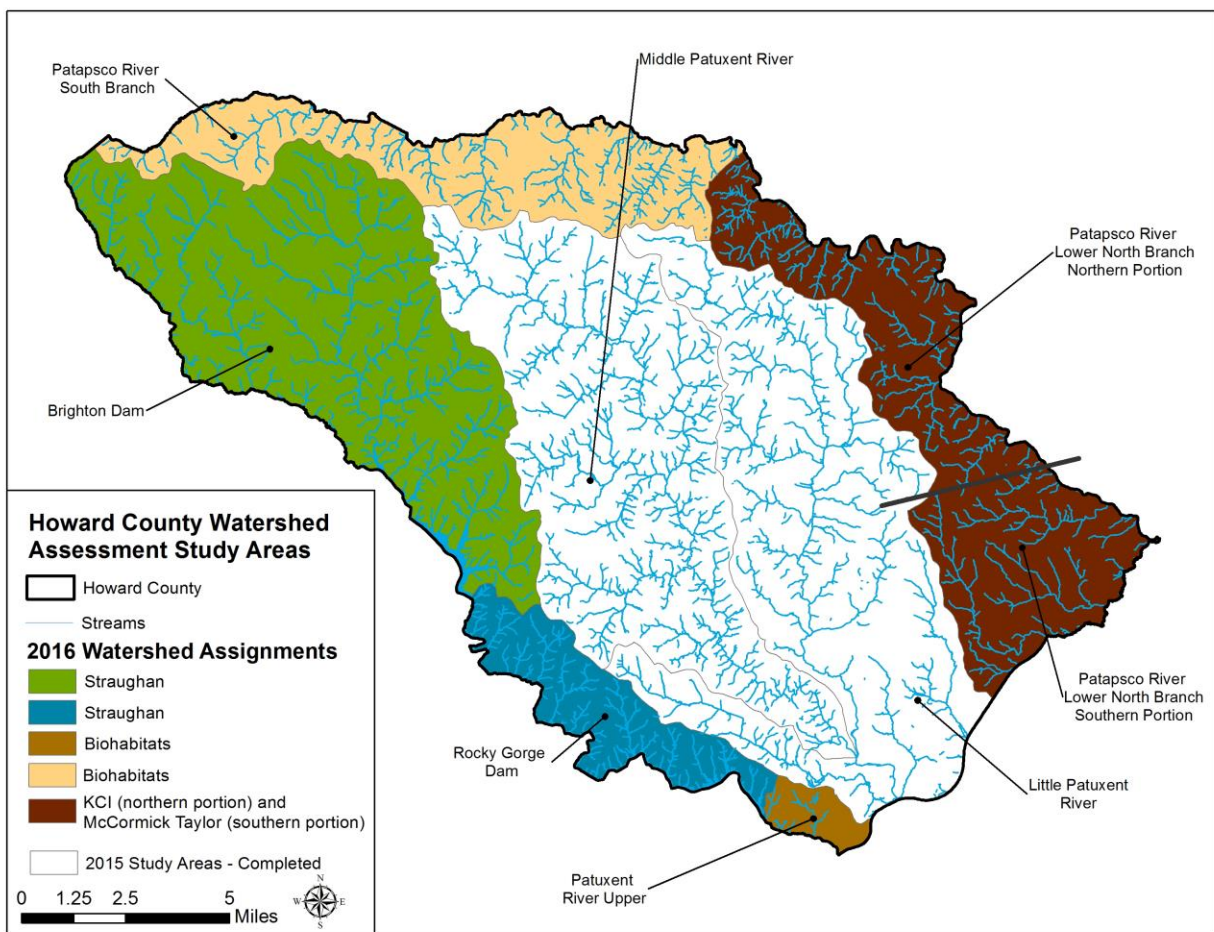 Patapsco River
South Branch
Middle Patuxent River
Patapsco River
Lower North Branch
Northern Portion
Brighton Dam
Howard County Watershed
Assessment Study Areas
Howard County
Streams
2016 Watershed Assignments
Straughan
Straughan
Biohabitats
Biohabitats
KCI (northern portion) and
McCormick Taylor (southern portion)
2015 Study Areas - Completed
0 1.25 2.5 5
Miles
N
W E
S
Rocky Gorge
Dam
Patuxent
River Upper
Patapsco River
Lower North Branch
Southern Portion
Little Patuxent
River